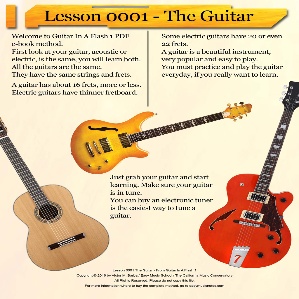 Lesson 0001 - The Guitar
Welcome to Guitar In A Flash 1 PDF
e-book method.
First look at your guitar, acoustic or
electric, is the same, you will learn both.
All the guitars are the same.
They have the same strings and frets.
A guitar has about 16 frets, more or less.
Electric guitars have thinner fretboard.
Some electric guitars have 20 or even
22 frets.
A guitar is a beautiful instrument,
very popular and easy to play.
You must practice and play the guitar
everyday, if you really want to learn.
Just grab your guitar and start
learning. Make sure your guitar
is in tune.
You can buy an electronic tuner
is the easiest way to tune a
guitar.